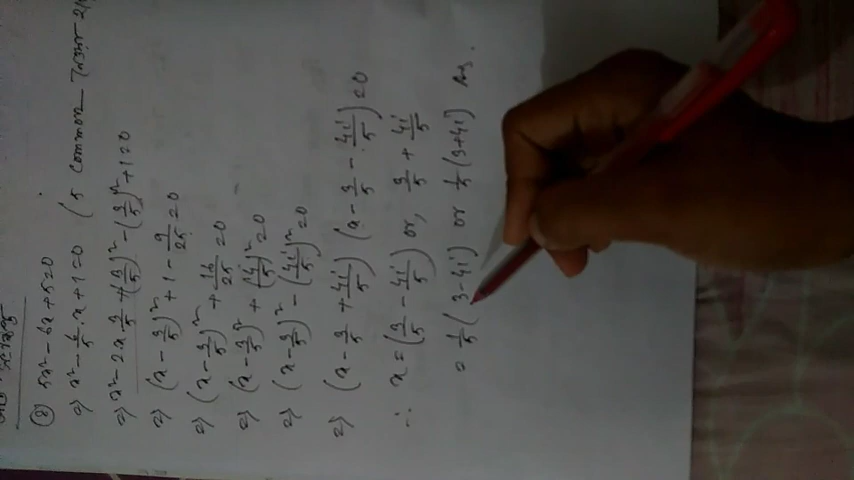 (8) 5x² - 6x + 5 = 0
⇒ x² - 6/5 . x + 1 = 0 ( 5 common
⇒ x² - 2x 3/5 + (3/5)² - (3/5)² + 1 = 0
⇒ (x - 3/5)² + 1 - 9/25 = 0
⇒ (x - 3/5)² + 16/25 = 0
⇒ (x - 3/5)² + (4/5)² = 0
⇒ (x - 3/5)² - (4i/5)² = 0
⇒ (x - 3/5 + 4i/5) (x - 3/5 - 4i/5) = 0
∴ x = (3/5 - 4i/5) or, 3/5 + 4i/5
= 1/5 (3 - 4i) or 1/5 (3+4i) Ans.